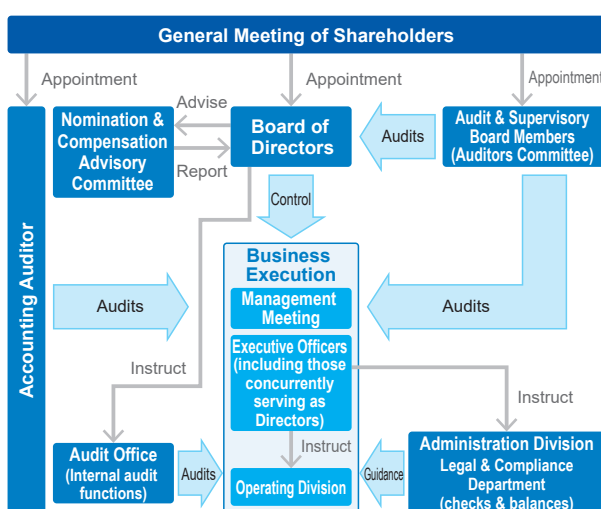 General Meeting of Shareholders
Appointment
Appointment
Appointment
Accounting Auditor
Nomination &
Compensation
Advisory
Committee
Advise
Report
Board of
Directors
Audits
Audit & Supervisory
Board Members
(Auditors Committee)
Control
Business
Execution
Management
Meeting
Audits
Audits
Executive Officers
(including those
concurrently
serving as
Directors)
Instruct
Instruct
Instruct
Audit Office
(Internal audit
functions)
Audits
Operating Division
Guidance
Administration Division
Legal & Compliance
Department
(checks & balances)